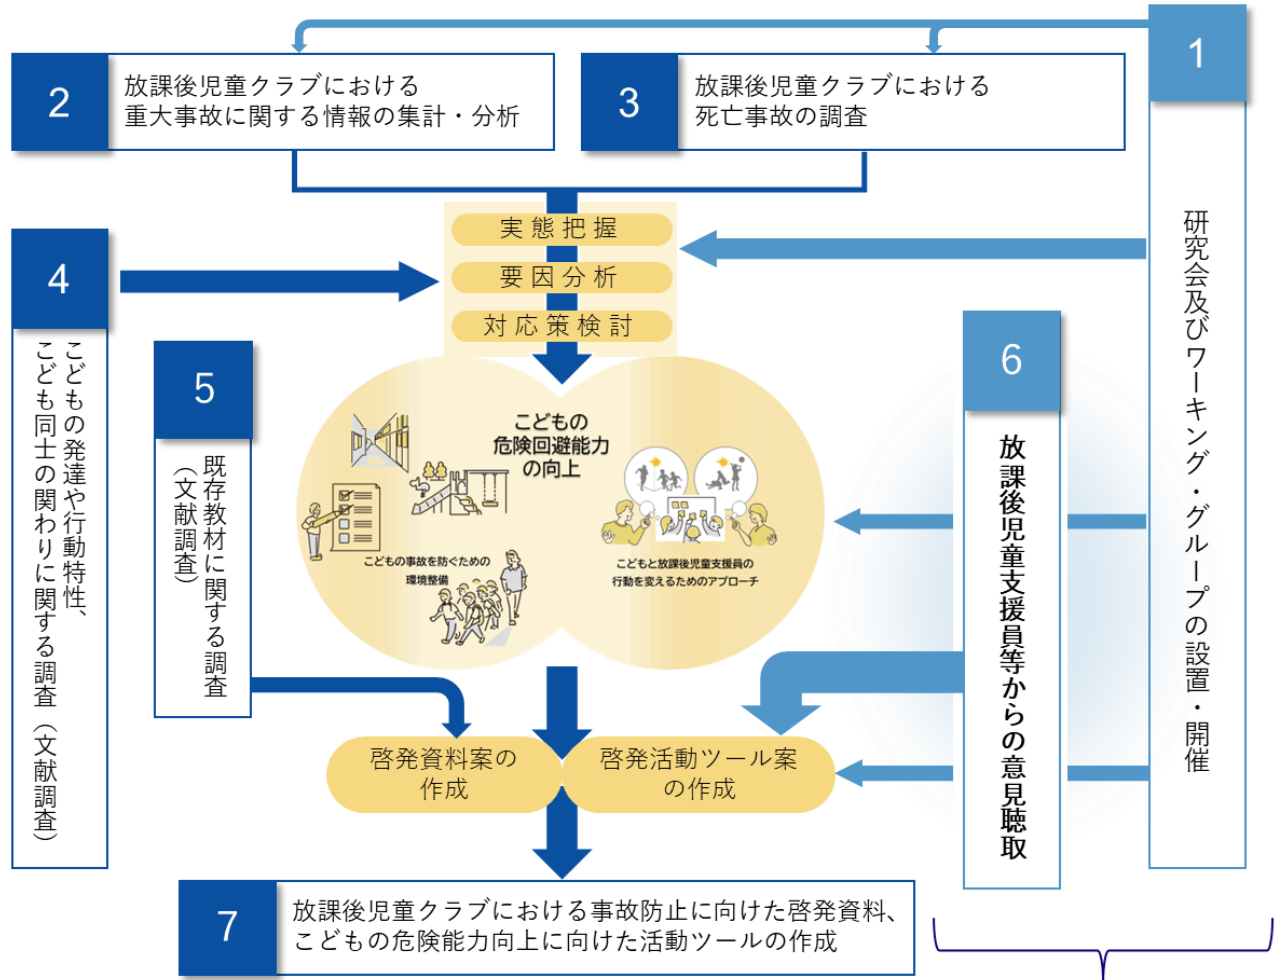 1
研究会及びワーキング・グループの設置・開催
2
放課後児童クラブにおける
重大事故に関する情報の集計・分析
3
放課後児童クラブにおける
死亡事故の調査
実態把握
要因分析
対応策検討
4
こどもの発達や行動特性、
こども同士の関わりに関する調査（文献調査）
5
既存教材に関する調査
（文献調査）
6
放課後児童支援員等からの意見聴取
こどもの
危険回避能力
の向上
こどもの事故を防ぐための
環境整備
こどもと放課後児童支援員の
行動を変えるためのアプローチ
啓発資料案の
作成
啓発活動ツール案
の作成
7
放課後児童クラブにおける事故防止に向けた啓発資料、
こどもの危険能力向上に向けた活動ツールの作成